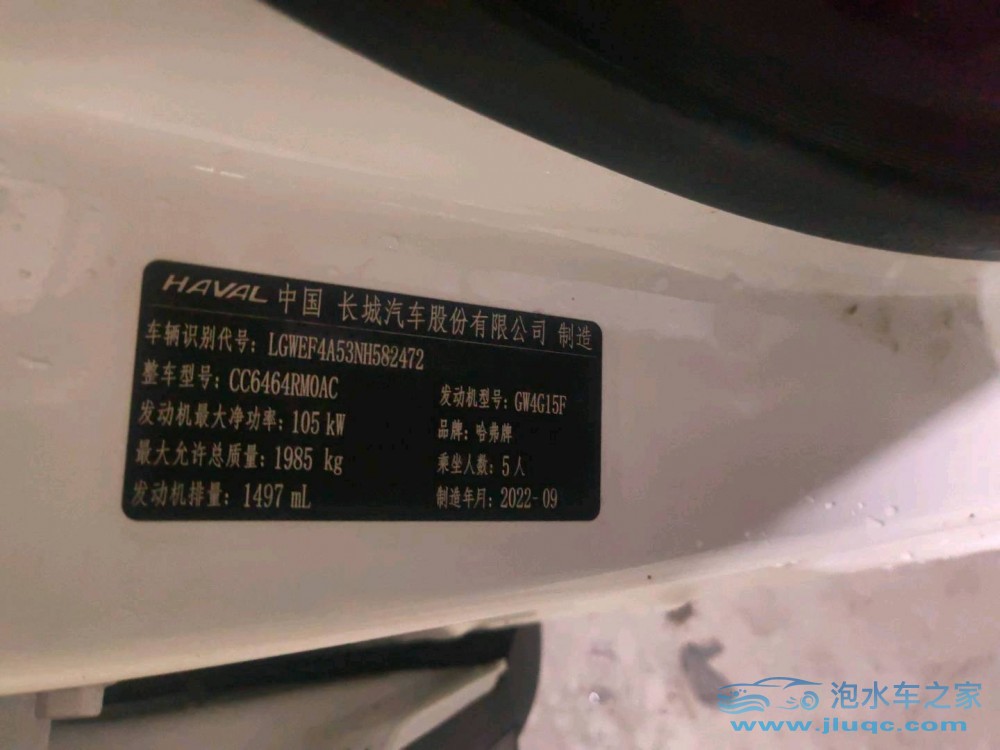 HAVAL 中国 长城汽车股份有限公司 制造
车辆识别代号: LGWEF4A53NH582472
整车型号: CC6464RM0AC
发动机型号: GW4G15F
发动机最大净功率: 105 kW
品牌: 哈弗牌
最大允许总质量: 1985 kg
乘坐人数: 5人
发动机排量: 1497 mL
制造年月: 2022-09
泡水车之家
www.jluqc.com